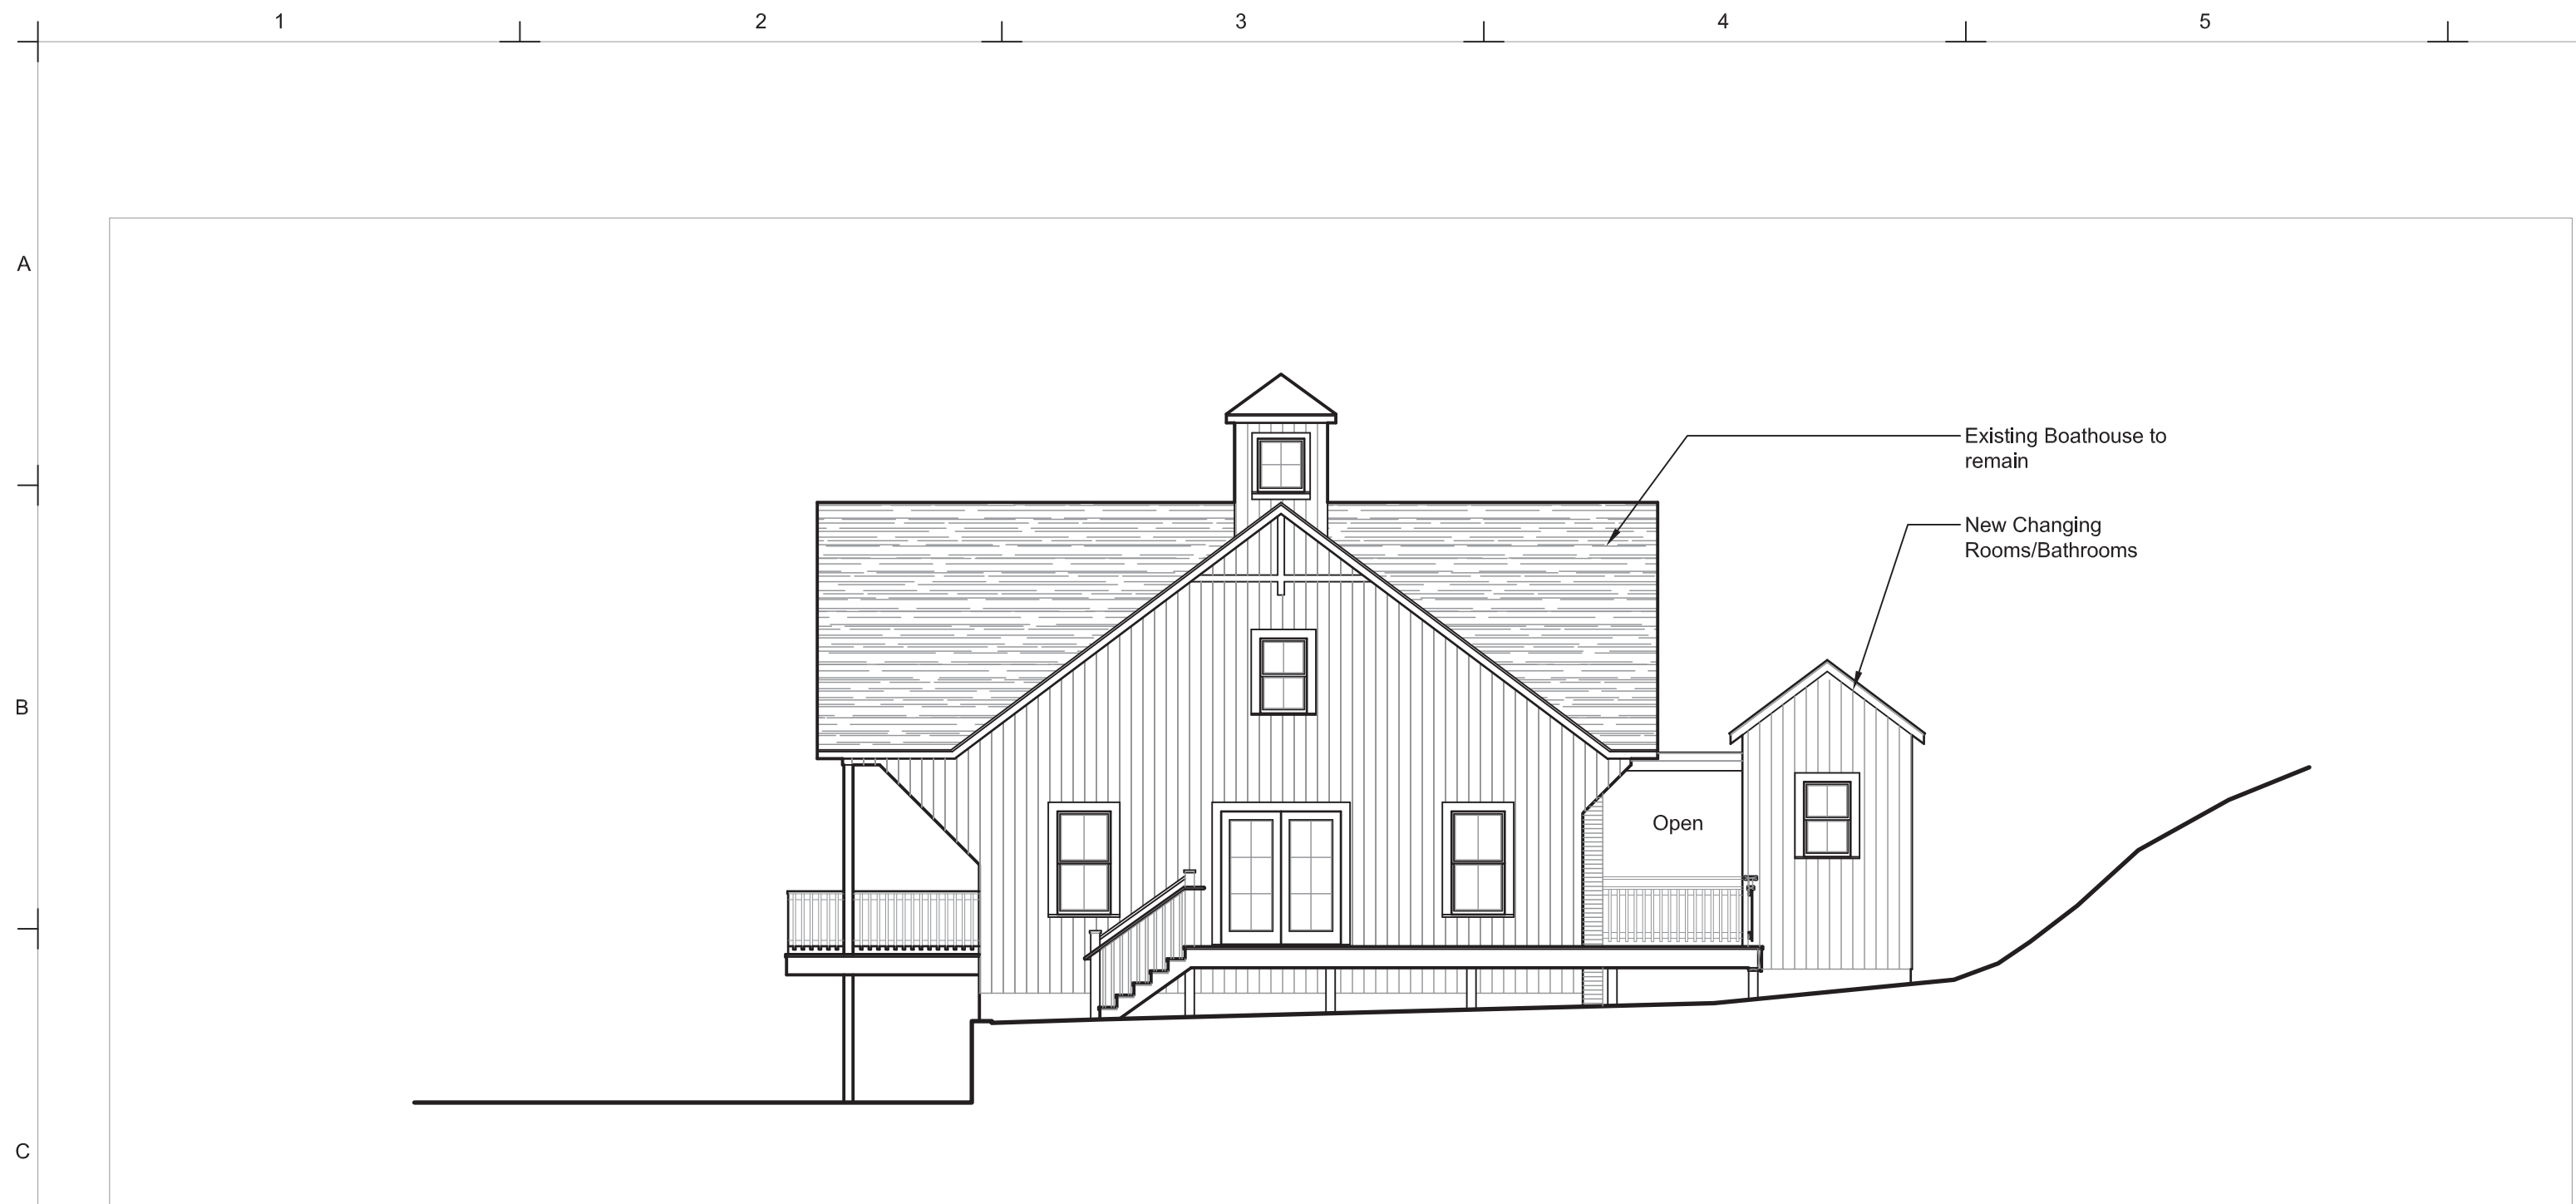 1 2 3 4 5
A
Existing Boathouse to
remain
New Changing
Rooms/Bathrooms
B
Open
C